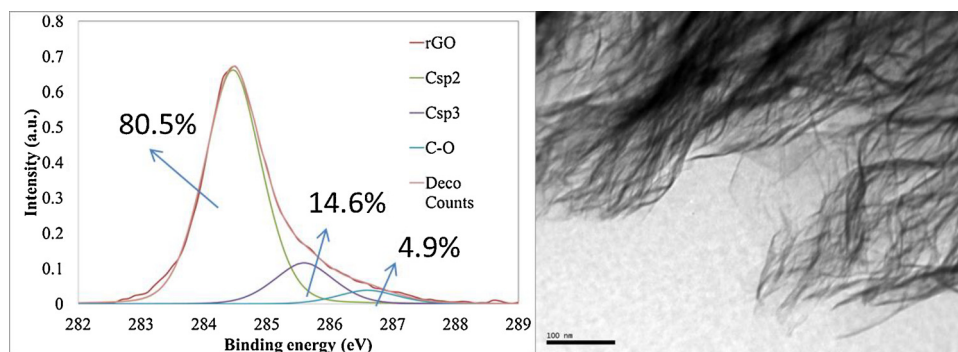 0.8
0.7
0.6
0.5
0.4
0.3
0.2
0.1
0
Intensity (a.u.)
282 283 284 285 286 287 288 289
Binding energy (eV)
80.5%
14.6%
4.9%
rGO
Csp2
Csp3
C-O
Deco
Counts
100 nm